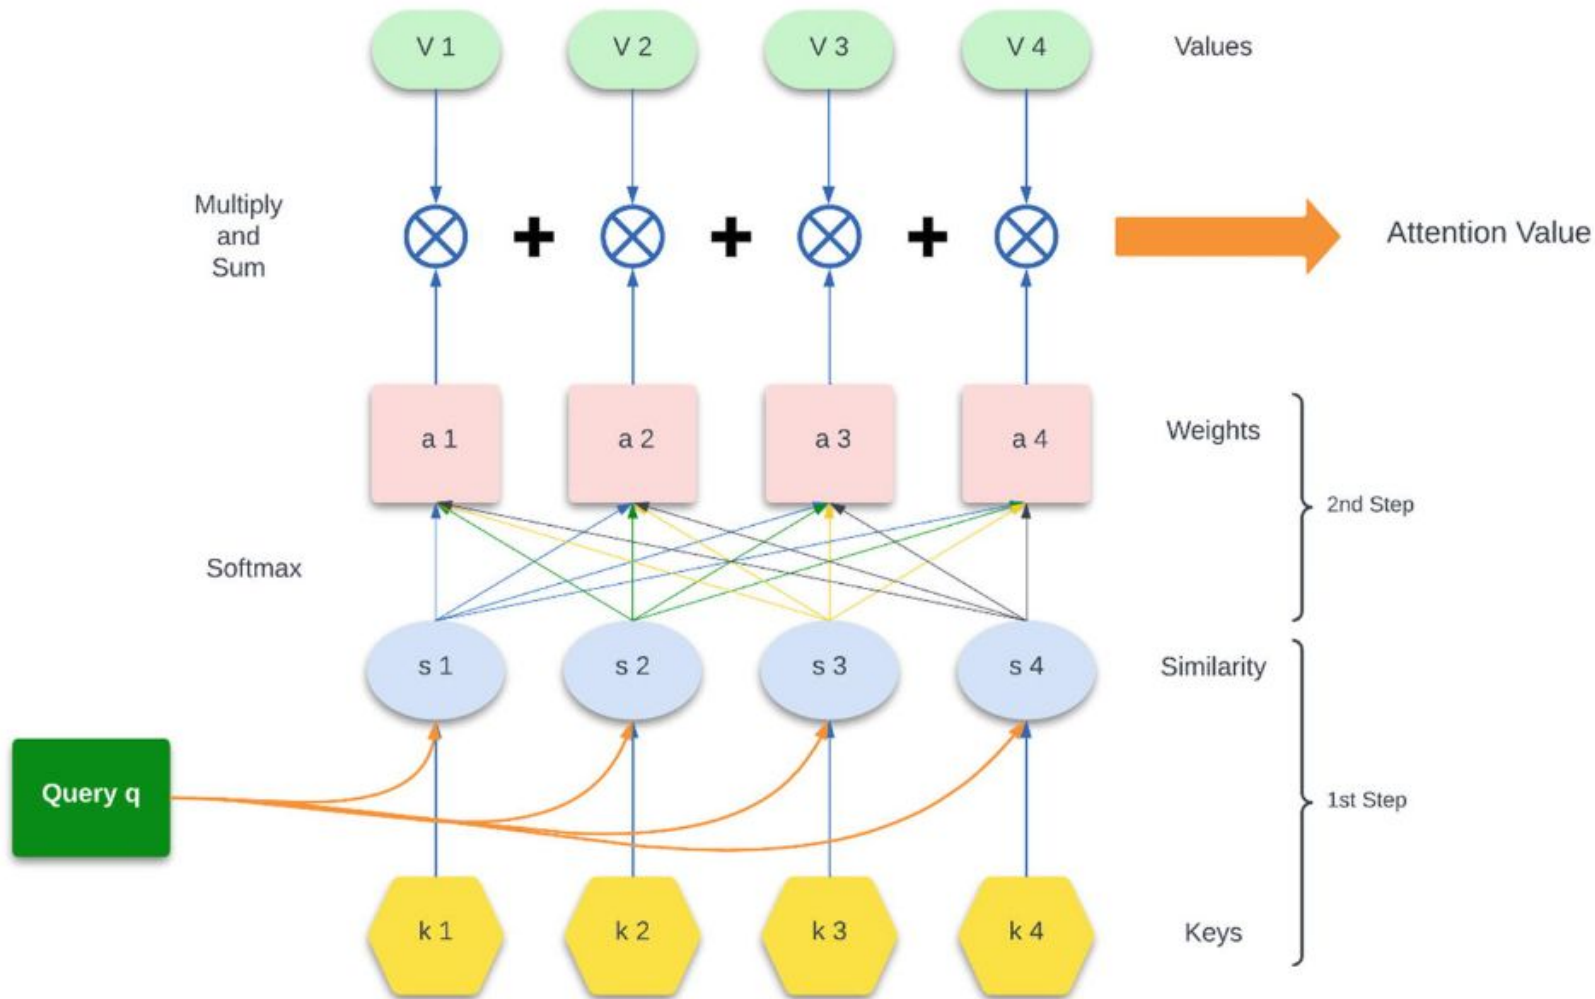 V 1
V 2
V 3
V 4
Values
Multiply
and
Sum
Attention Value
a 1
a 2
a 3
a 4
Weights
2nd Step
Softmax
s 1
s 2
s 3
s 4
Similarity
Query q
1st Step
k 1
k 2
k 3
k 4
Keys